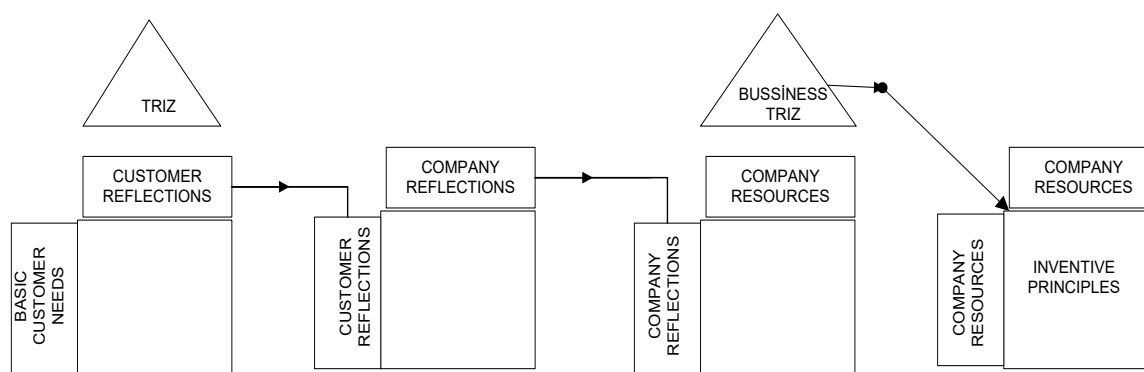 TRIZ
BUSSİNESS
TRIZ
CUSTOMER
REFLECTIONS
COMPANY
REFLECTIONS
COMPANY
RESOURCES
COMPANY
RESOURCES
BASIC
CUSTOMER
NEEDS
CUSTOMER
REFLECTIONS
COMPANY
REFLECTIONS
COMPANY
RESOURCES
INVENTIVE
PRINCIPLES